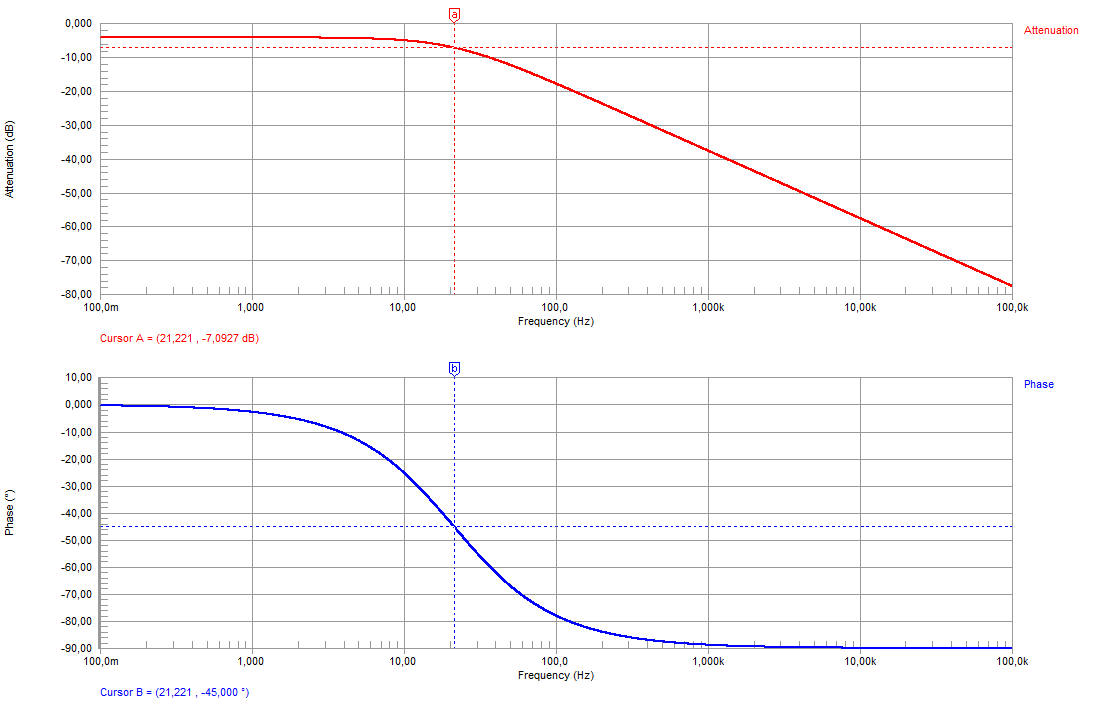 a
Attenuation
0,000
-10,00
-20,00
-30,00
-40,00
-50,00
-60,00
-70,00
-80,00
Attenuation (dB)
100,0m 1,000 10,00 100,0 1,000k 10,00k 100,0k
Frequency (Hz)
Cursor A = (21,221 , -7,0927 dB)
b
Phase
10,00
0,000
-10,00
-20,00
-30,00
-40,00
-50,00
-60,00
-70,00
-80,00
-90,00
Phase (°)
100,0m 1,000 10,00 100,0 1,000k 10,00k 100,0k
Frequency (Hz)
Cursor B = (21,221 , -45,000 °)